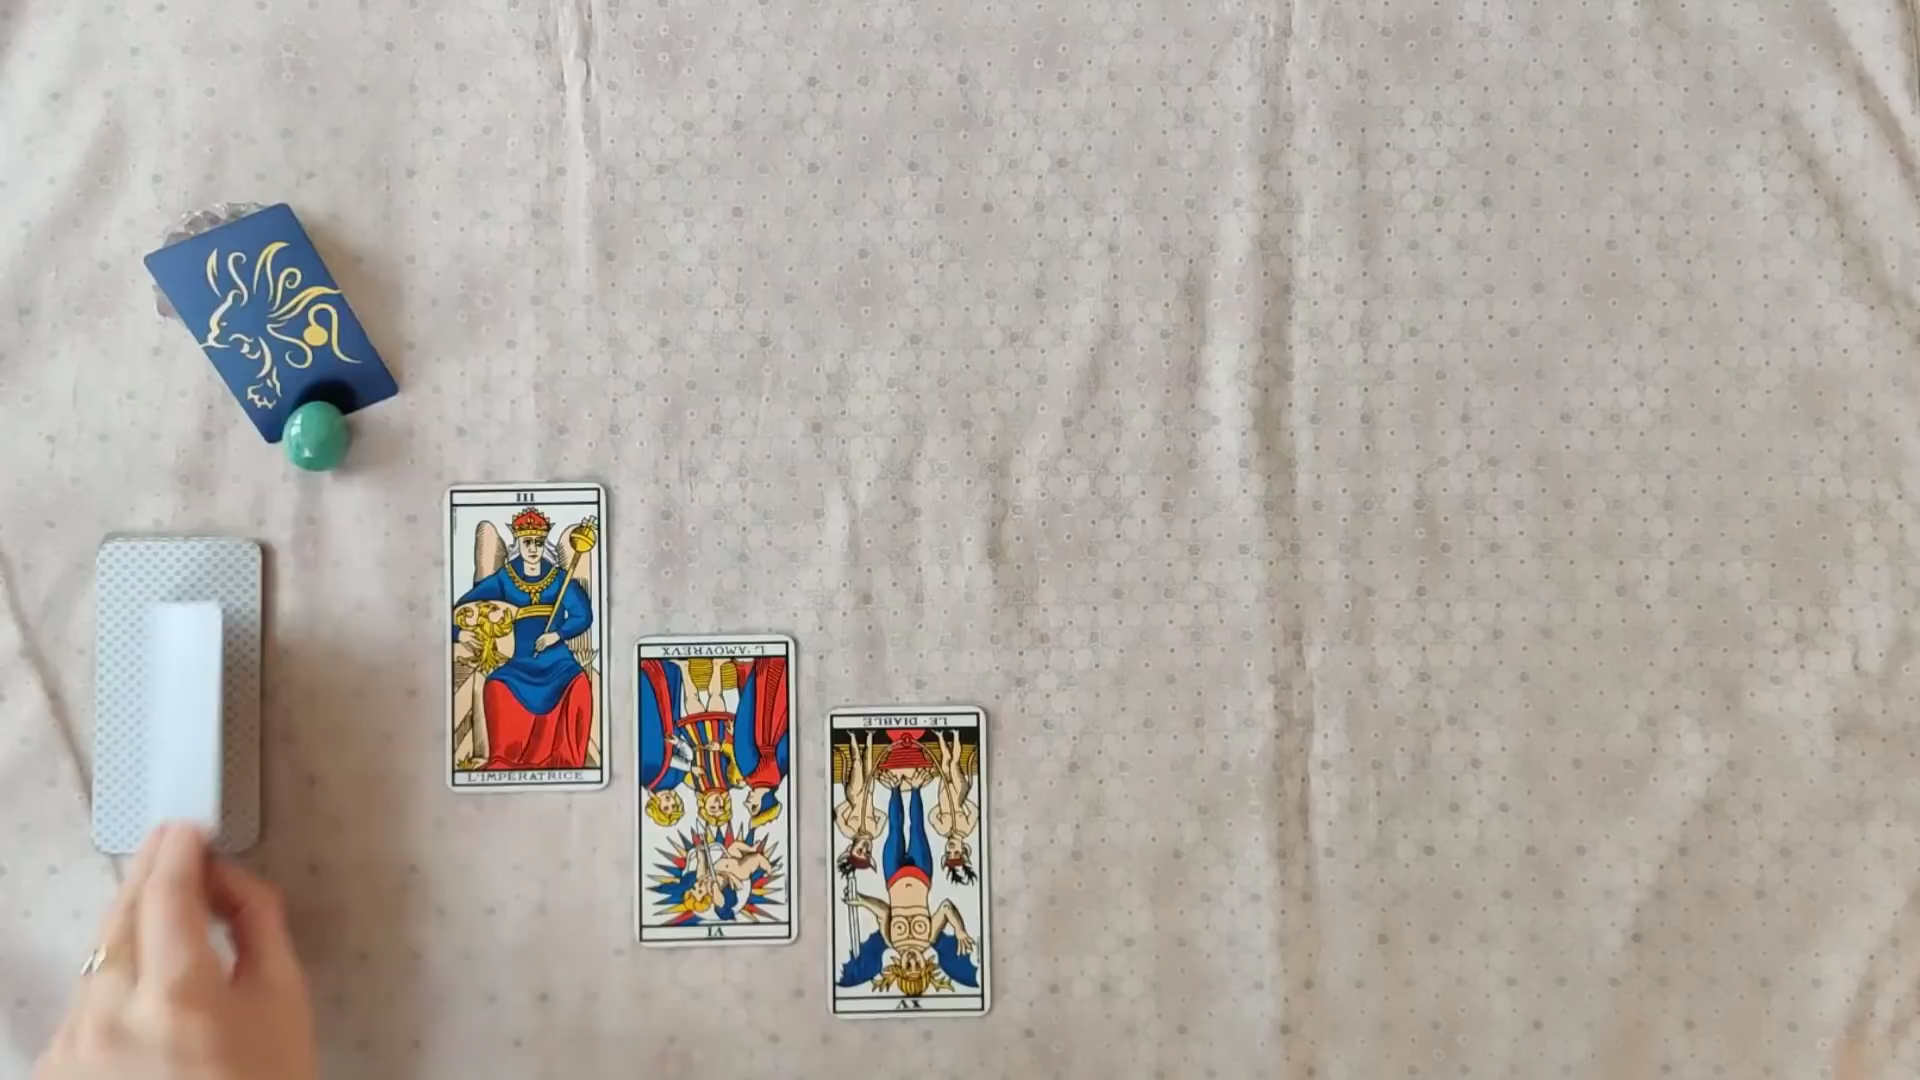 III
L'IMPERATRICE
L'AMOVREVX
VI
LE · DIABLE
XV